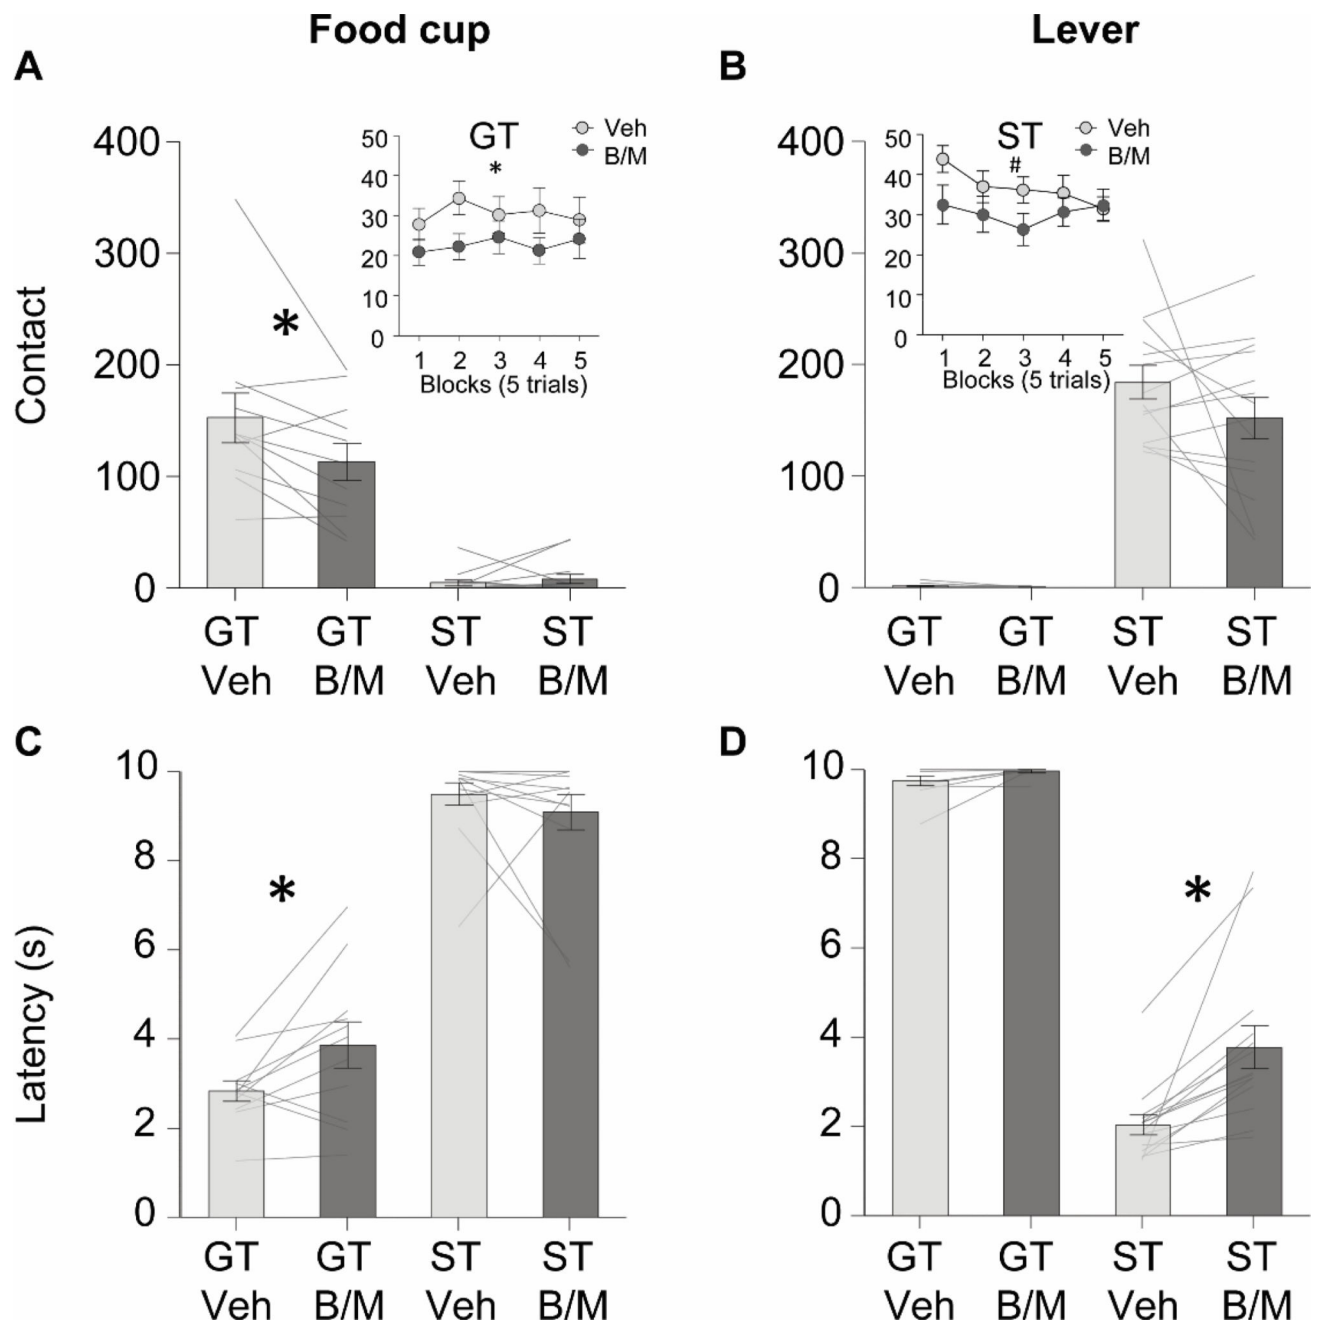 Food cup
Lever
A
B
Contact
400
300
200
100
0
50
40
30
20
10
0
GT
*
Veh
B/M
1 2 3 4 5
Blocks (5 trials)
*
GT GT ST ST
Veh B/M Veh B/M
400
300
200
100
0
50
40
30
20
10
0
ST
#
Veh
B/M
1 2 3 4 5
Blocks (5 trials)
GT GT ST ST
Veh B/M Veh B/M
C
D
Latency (s)
10
8
6
4
2
0
*
GT GT ST ST
Veh B/M Veh B/M
10
8
6
4
2
0
*
GT GT ST ST
Veh B/M Veh B/M